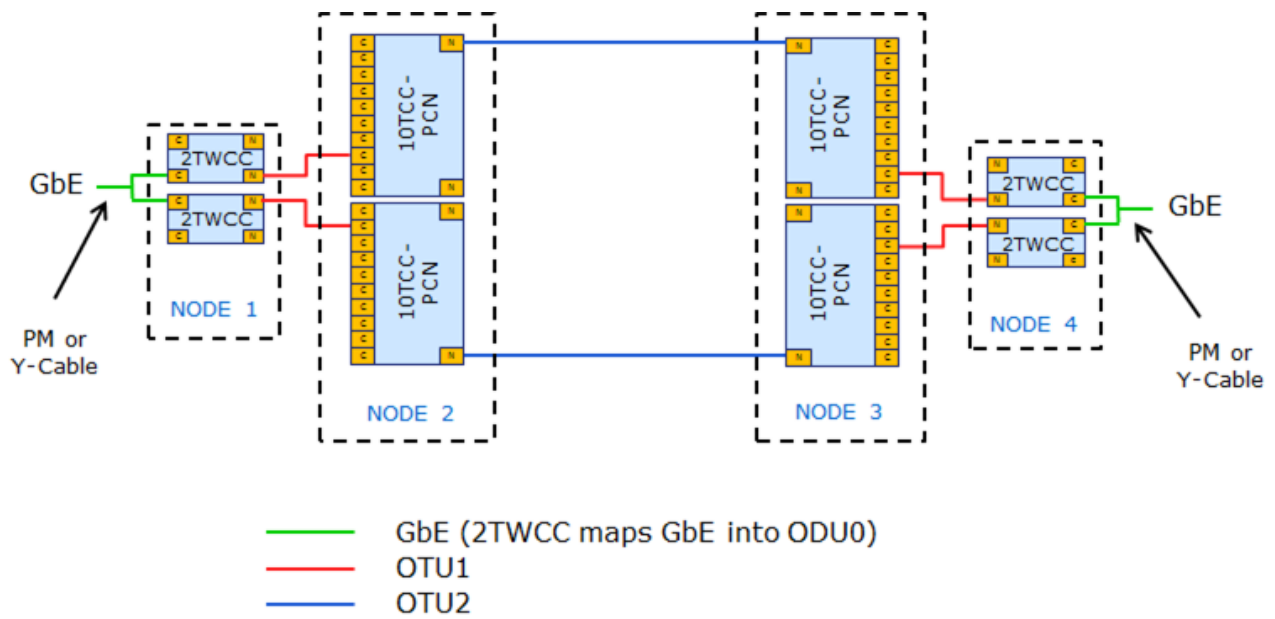 GbE
C N
2TWCC
C N
C N
2TWCC
C N
NODE 1
PM or
Y-Cable
C N
C
C
C
C
C
C
C
C
C N
10TCC-
PCN
C N
C
C
C
C
C
C
C
C
C N
10TCC-
PCN
NODE 2
N C
C
C
C
C
C
C
C
C
N C
10TCC-
PCN
N C
C
C
C
C
C
C
C
C
N C
10TCC-
PCN
NODE 3
N C
2TWCC
N C
N C
2TWCC
N C
NODE 4
GbE
PM or
Y-Cable
GbE (2TWCC maps GbE into ODU0)
OTU1
OTU2